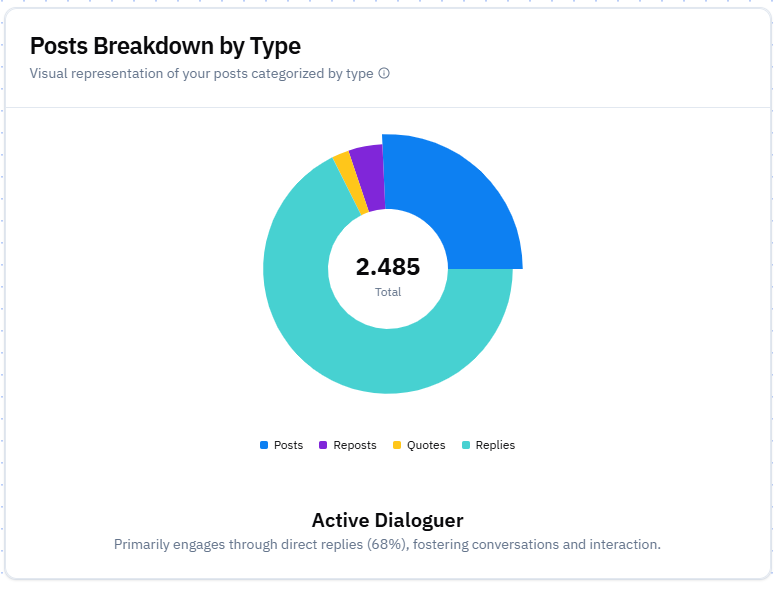 Posts Breakdown by Type
Visual representation of your posts categorized by type
2.485
Total
Posts Reposts Quotes Replies
Active Dialoguer
Primarily engages through direct replies (68%), fostering conversations and interaction.